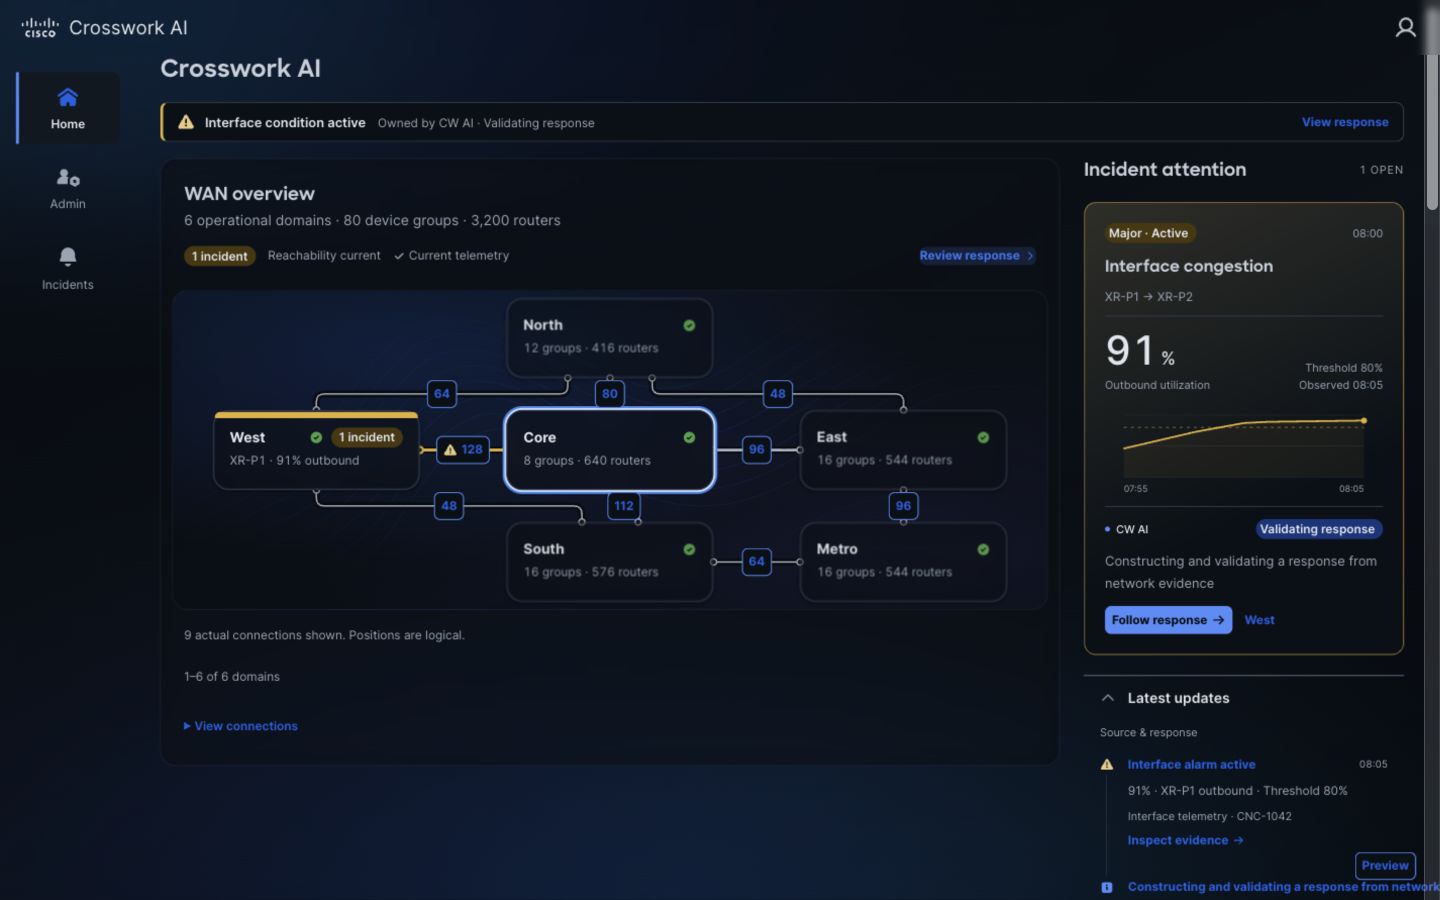 CISCO Crosswork AI
Crosswork AI
Home
Admin
Incidents
Interface condition active Owned by CW AI · Validating response View response
WAN overview
6 operational domains · 80 device groups · 3,200 routers
1 incident Reachability current Current telemetry Review response
North
12 groups · 416 routers
64 80 48
West 1 incident
XR-P1 · 91% outbound
128
Core
8 groups · 640 routers
96
East
16 groups · 544 routers
48 112 96
South
16 groups · 576 routers
64
Metro
16 groups · 544 routers
9 actual connections shown. Positions are logical.
1–6 of 6 domains
View connections
Incident attention 1 OPEN
Major · Active 08:00
Interface congestion
XR-P1 → XR-P2
91 %
Outbound utilization
Threshold 80%
Observed 08:05
07:55 08:05
CW AI Validating response
Constructing and validating a response from
network evidence
Follow response → West
Latest updates
Source & response
Interface alarm active 08:05
91% · XR-P1 outbound · Threshold 80%
Interface telemetry · CNC-1042
Inspect evidence →
Preview
Constructing and validating a response from network